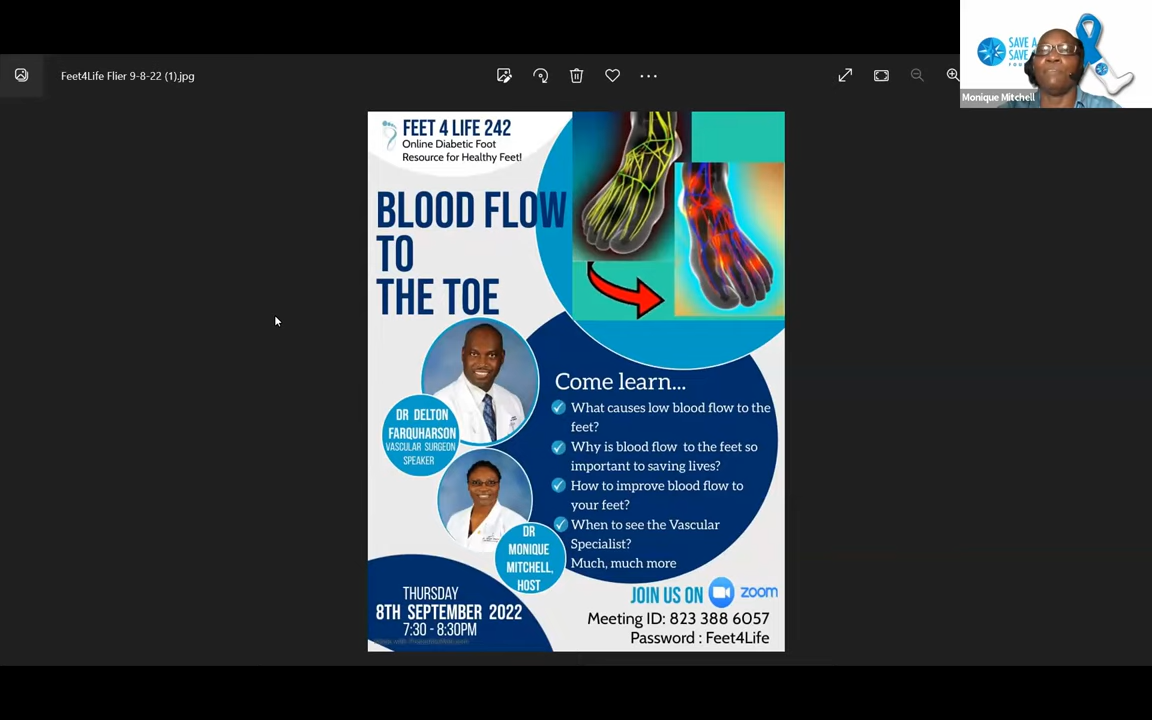 Feet4Life Flier 9-8-22 (1).jpg
SAVE A
SAVE
Monique Mitchell
FEET 4 LIFE 242
Online Diabetic Foot
Resource for Healthy Feet!
BLOOD FLOW
TO
THE TOE
DR DELTON
FARQUHARSON
VASCULAR SURGEON
SPEAKER
Come learn...
What causes low blood flow to the
feet?
Why is blood flow to the feet so
important to saving lives?
How to improve blood flow to
your feet?
When to see the Vascular
Specialist?
Much, much more
DR
MONIQUE
MITCHELL,
HOST
THURSDAY
8TH SEPTEMBER 2022
7:30 - 8:30PM
JOIN US ON zoom
Meeting ID: 823 388 6057
Password : Feet4Life